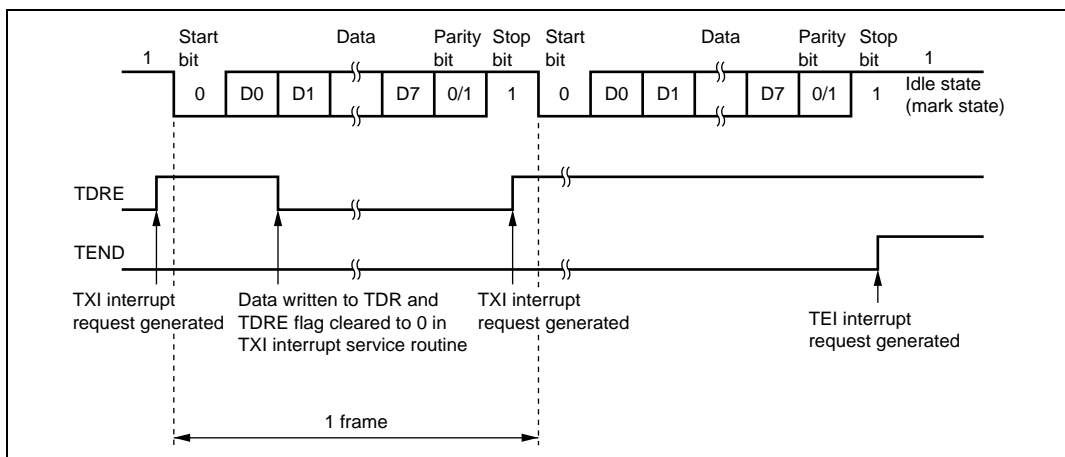 Start Data Parity Stop Start Data Parity Stop
1 bit bit bit bit bit bit 1
0 D0 D1 D7 0/1 1 0 D0 D1 D7 0/1 1 Idle state
(mark state)
TDRE
TEND
TXI interrupt
request generated
Data written to TDR and
TDRE flag cleared to 0 in
TXI interrupt service routine
TXI interrupt
request generated
TEI interrupt
request generated
1 frame